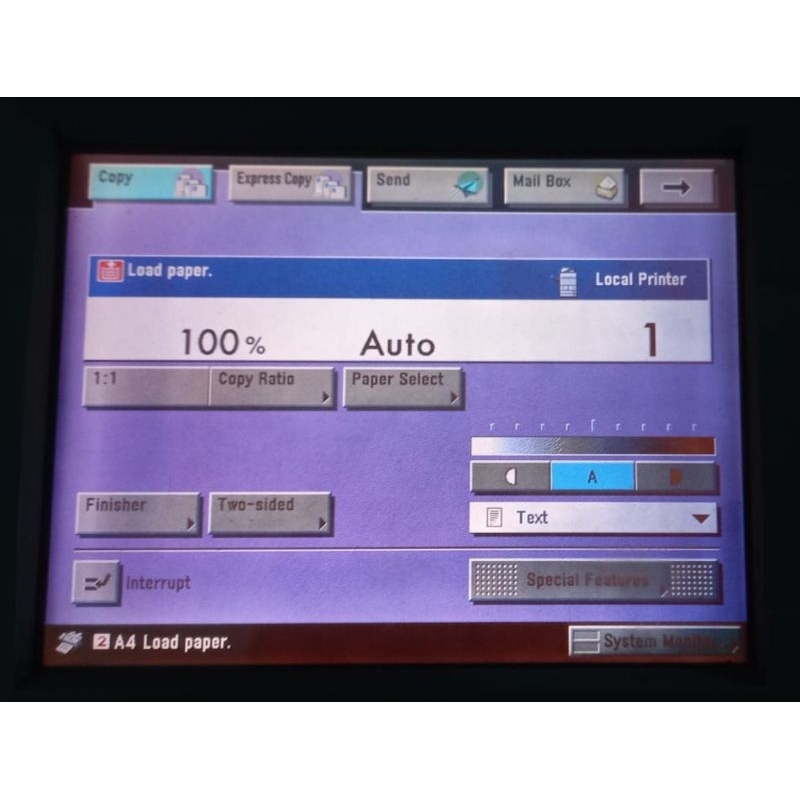 Copy
Express Copy
Send
Mail Box
Load paper.
Local Printer
100% Auto 1
1:1 Copy Ratio Paper Select
A
Finisher Two-sided
Text
Interrupt
Special Features
2 A4 Load paper.
System Monitor